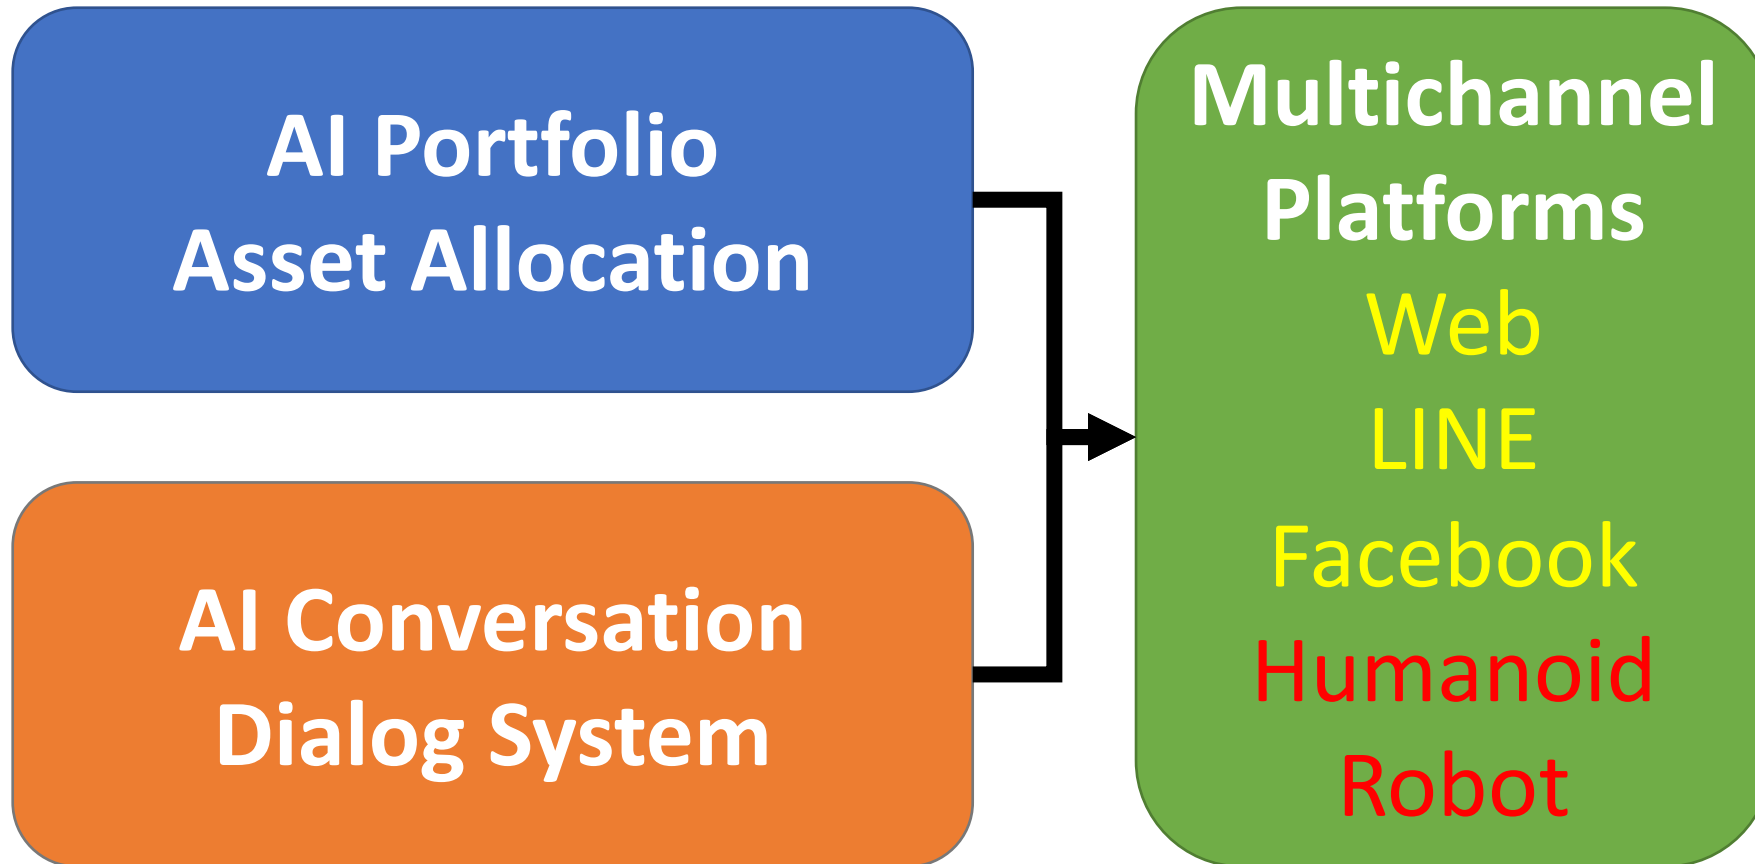 AI Portfolio
Asset Allocation
AI Conversation
Dialog System
Multichannel
Platforms
Web
LINE
Facebook
Humanoid
Robot